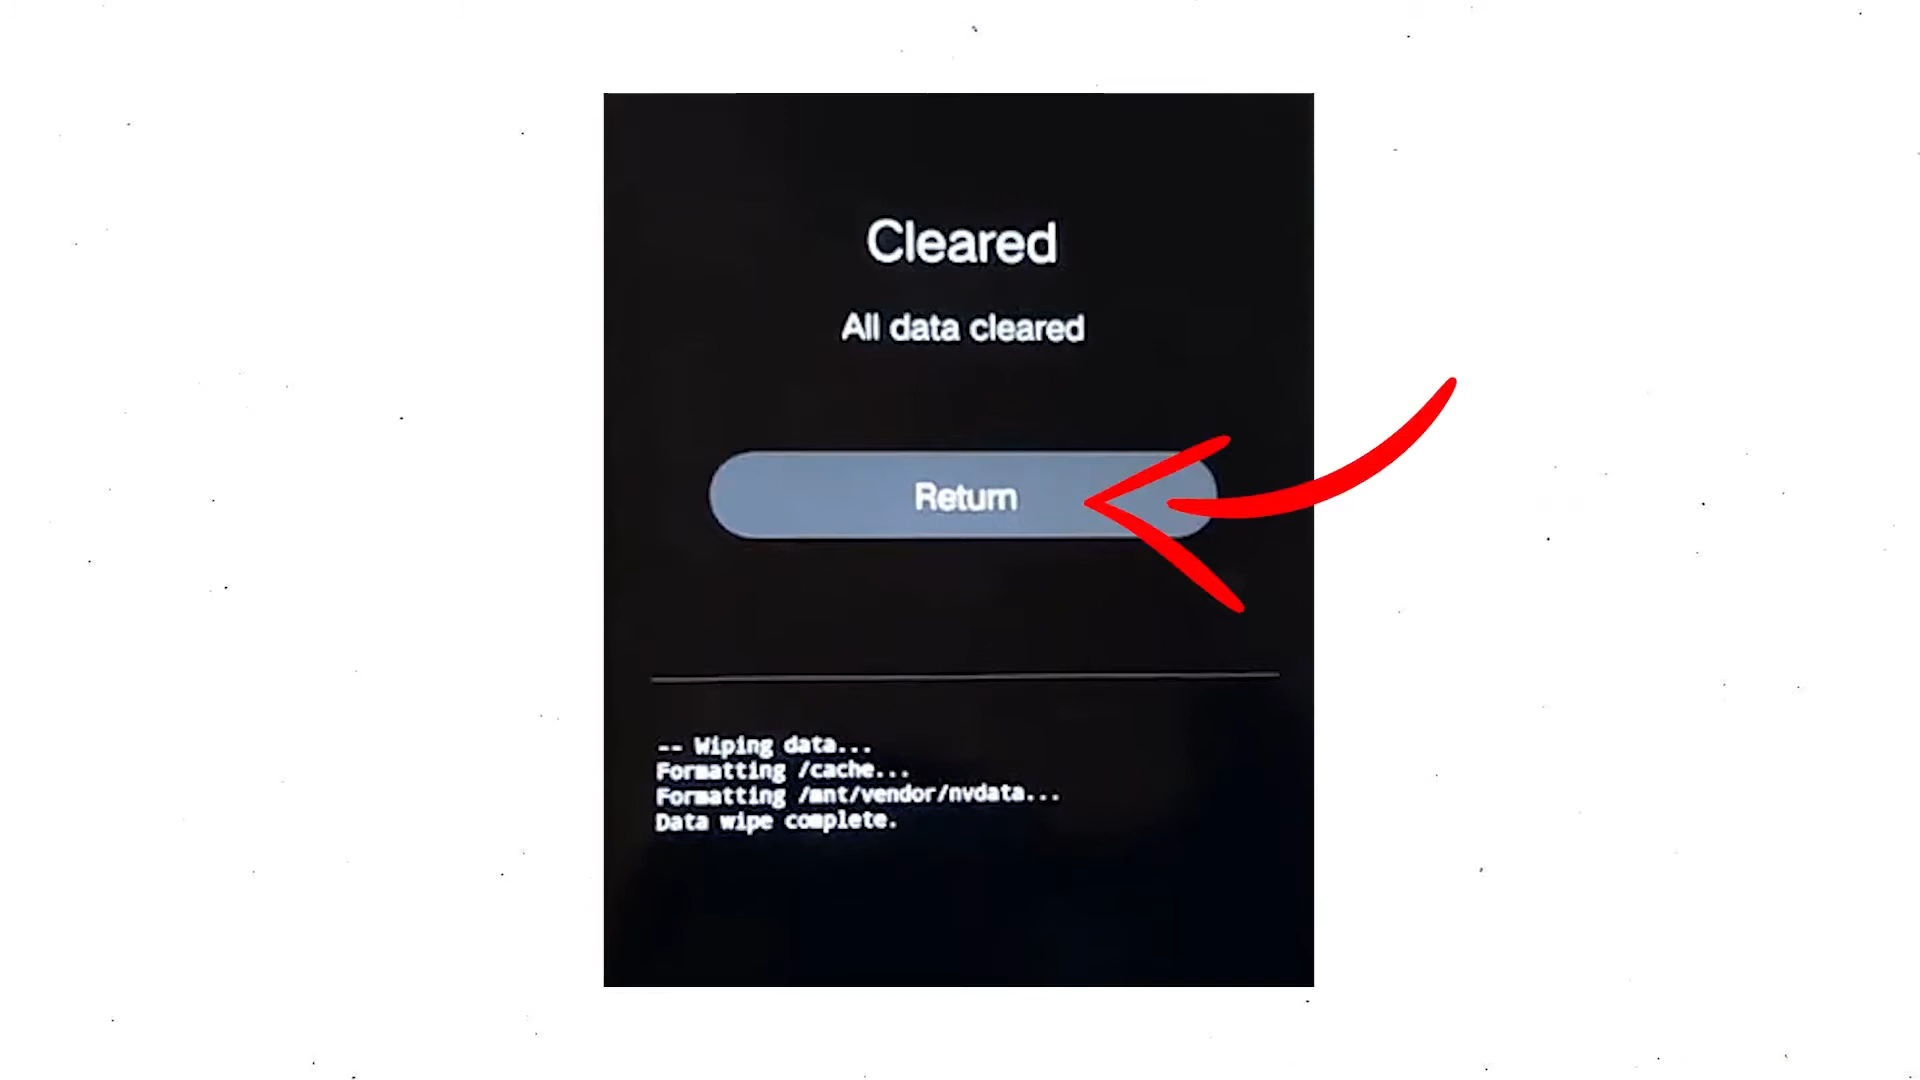 Cleared
All data cleared
Return
-- Wiping data...
Formatting /cache...
Formatting /mnt/vendor/nvdata...
Data wipe complete.